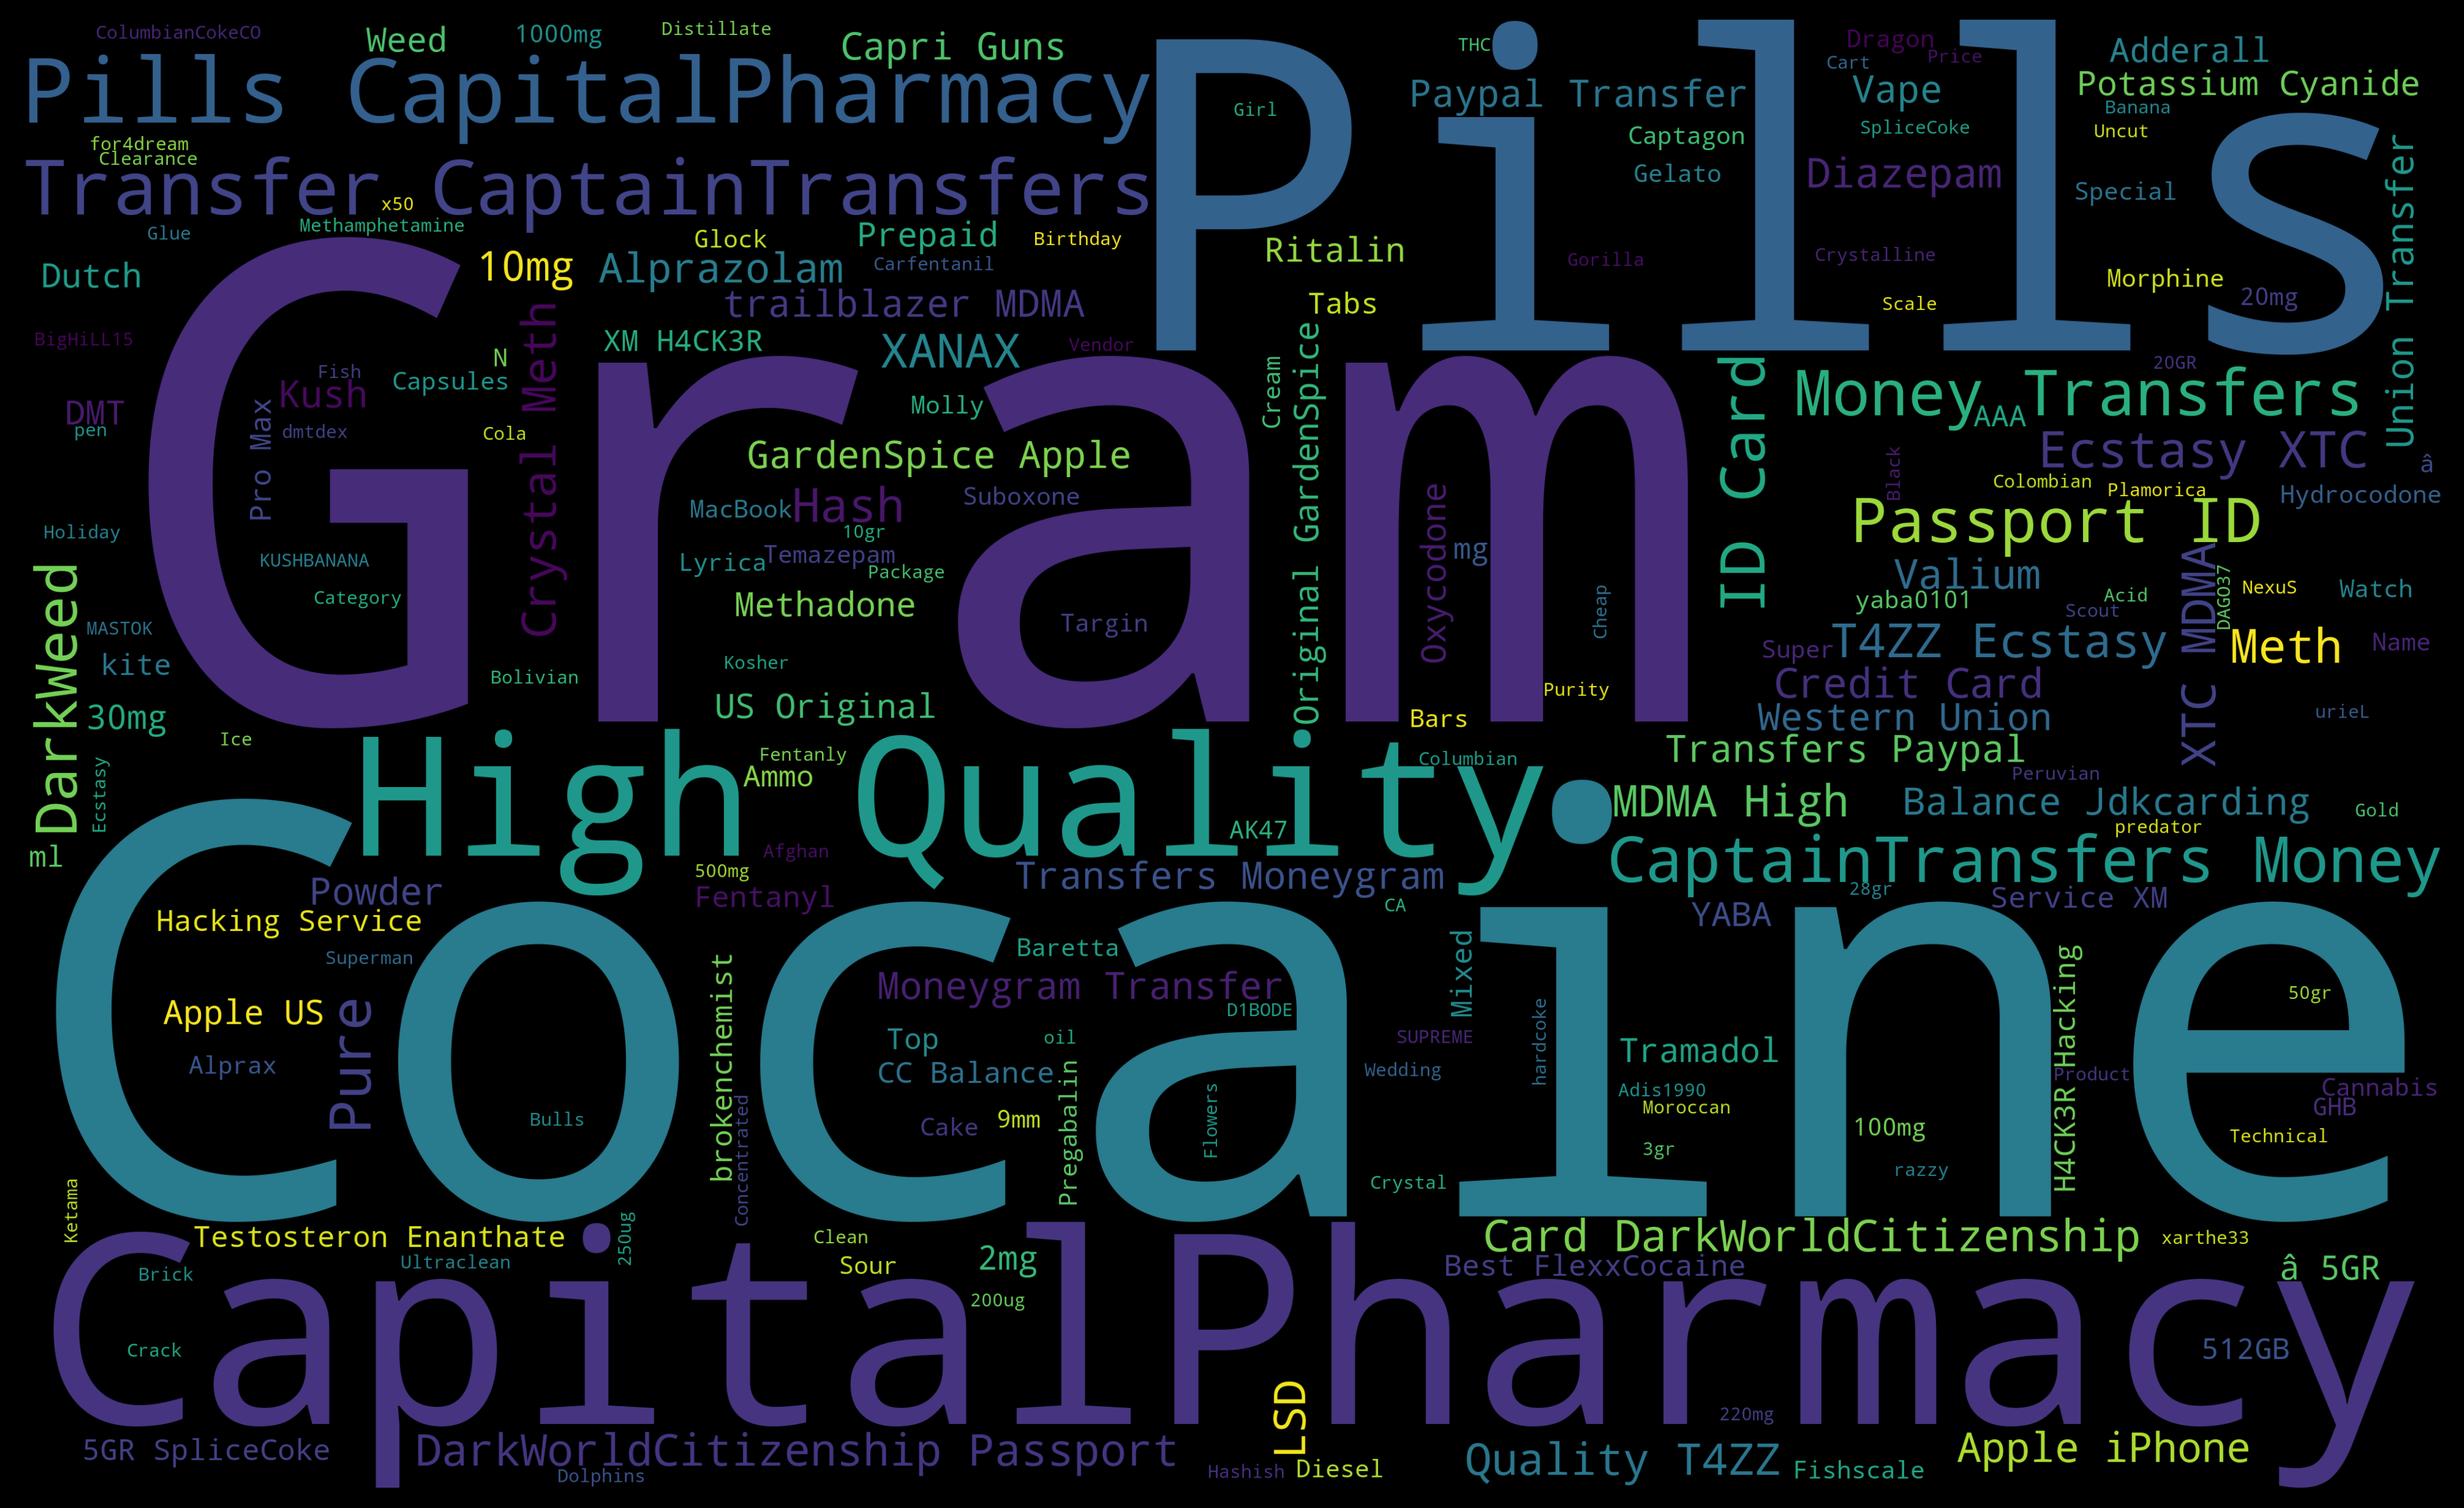 ColumbianCokeCO
Weed
1000mg
Distillate
Capri Guns
THC
Pills
Dragon
Price
Cart
Adderall
Pills CapitalPharmacy
Paypal Transfer
Vape
Potassium Cyanide
Girl
Banana
Captagon
SpliceCoke
Uncut
for4dream
Clearance
Gelato
Diazepam
Special
Union Transfer
Transfer CaptainTransfers
x50
Methamphetamine
Glue
Glock
Prepaid
Birthday
Ritalin
Gorilla
Crystalline
Dutch
10mg
Alprazolam
Carfentanil
Morphine
20mg
trailblazer MDMA
Tabs
Scale
BigHiLL15
XM H4CK3R
XANAX
Vendor
Gram
N
Fish
Kush
Capsules
Crystal Meth
Cream
Original GardenSpice
ID Card
20GR
Money Transfers
AAA
DMT
pen
Pro Max
dmtdex
Cola
Molly
GardenSpice Apple
Ecstasy XTC
â
Black
Colombian
Plamorica
Hydrocodone
MacBook
Hash
Suboxone
Oxycodone
mg
Passport ID
Holiday
KUSHBANANA
10gr
Lyrica
Temazepam
Package
Valium
XTC MDMA
DAGO37
NexuS
Watch
Category
Methadone
Targin
Cheap
yaba0101
Acid
Scout
DarkWeed
MASTOK
kite
Kosher
Super
T4ZZ Ecstasy
Meth
Name
Bolivian
Purity
Credit Card
30mg
US Original
Bars
Western Union
urieL
Ice
Ecstasy
High Quality
Fentanly
Ammo
Columbian
Transfers Paypal
Peruvian
MDMA High
Balance Jdkcarding
Gold
predator
AK47
ml
Afghan
500mg
Fentanyl
Transfers Moneygram
CaptainTransfers Money
Powder
CA
28gr
Service XM
YABA
Hacking Service
Cocaine
Superman
Baretta
Mixed
brokenchemist
Moneygram Transfer
H4CK3R Hacking
50gr
Apple US
Pure
D1BODE
hardcoke
Top
oil
SUPREME
Tramadol
Alprax
CC Balance
Wedding
Product
Cannabis
Adis1990
GHB
Moroccan
Bulls
Cake
9mm
Pregabalin
Flowers
100mg
Technical
3gr
Concentrated
Crystal
razzy
Ketama
Testosteron Enanthate
250ug
Clean
Card DarkWorldCitizenship
xarthe33
Ultraclean
Brick
Sour
2mg
Best FlexxCocaine
â 5GR
200ug
CapitalPharmacy
Crack
512GB
LSD
220mg
5GR SpliceCoke
DarkWorldCitizenship Passport
Dolphins
Hashish
Diesel
Quality T4ZZ
Fishscale
Apple iPhone